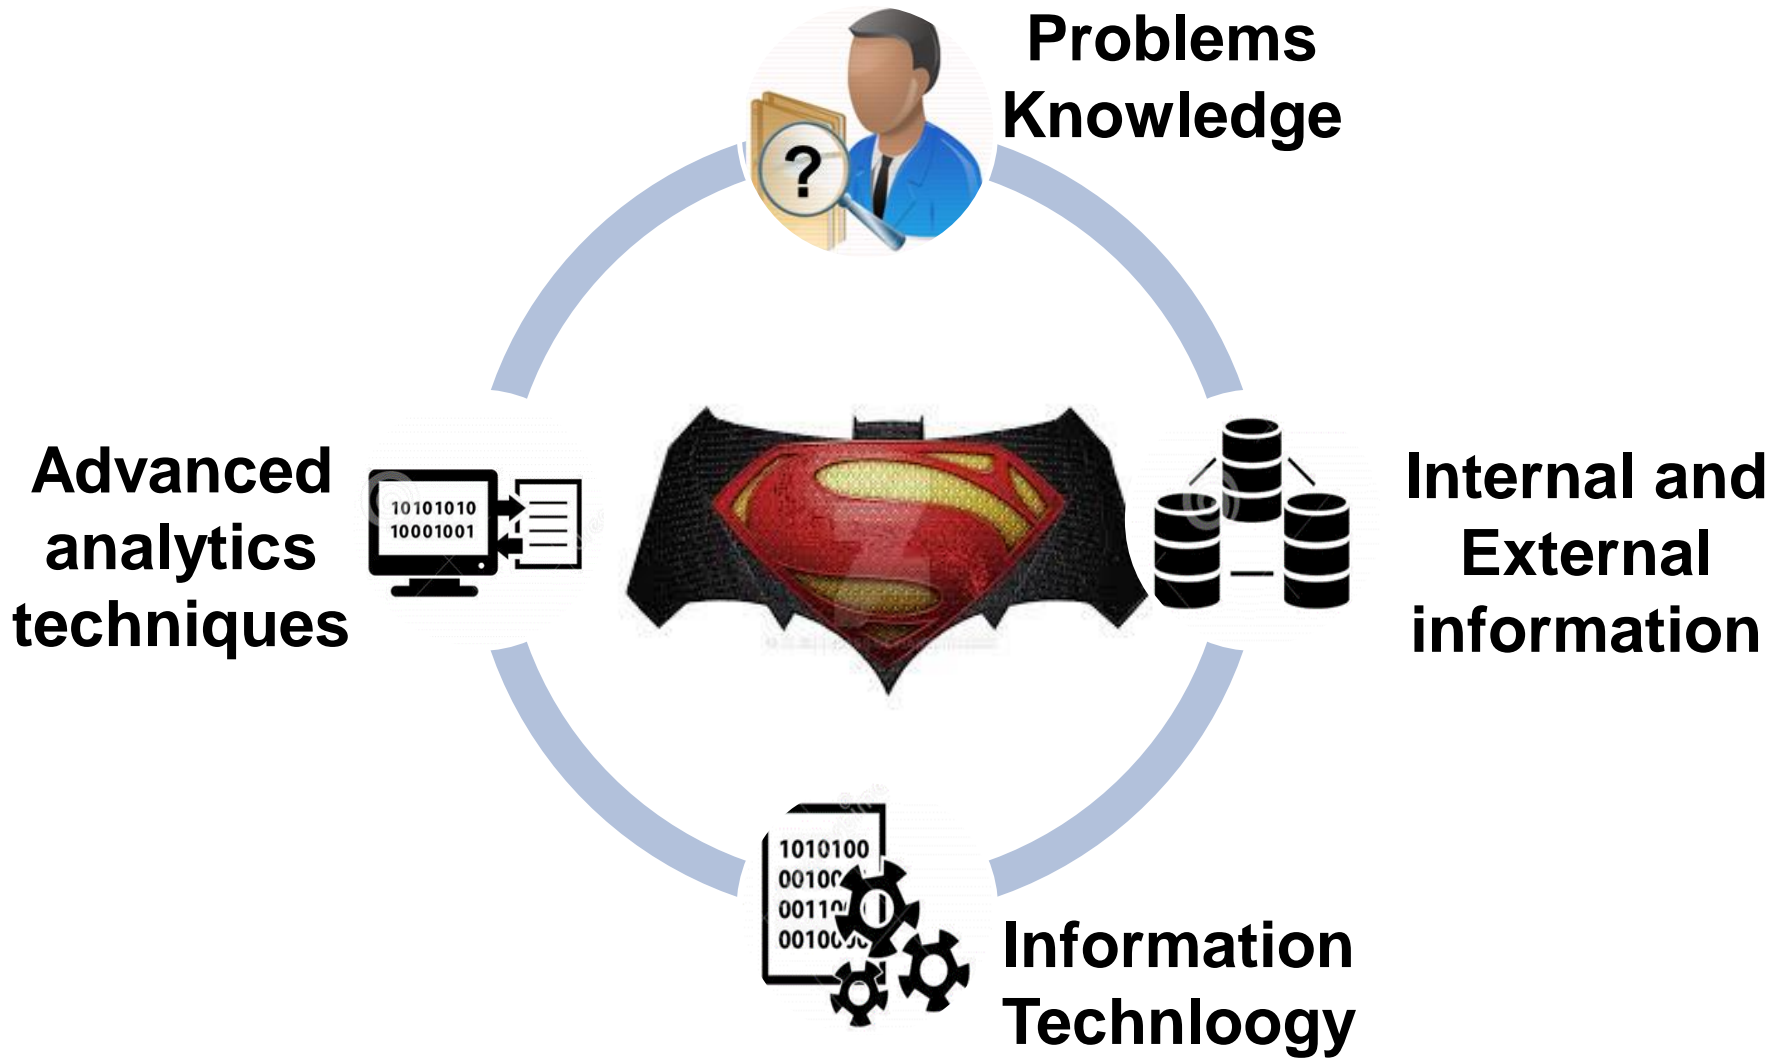 Problems
Knowledge
?
Advanced
analytics
techniques
10101010
10001001
Internal and
External
information
1010100
Information
Technloogy